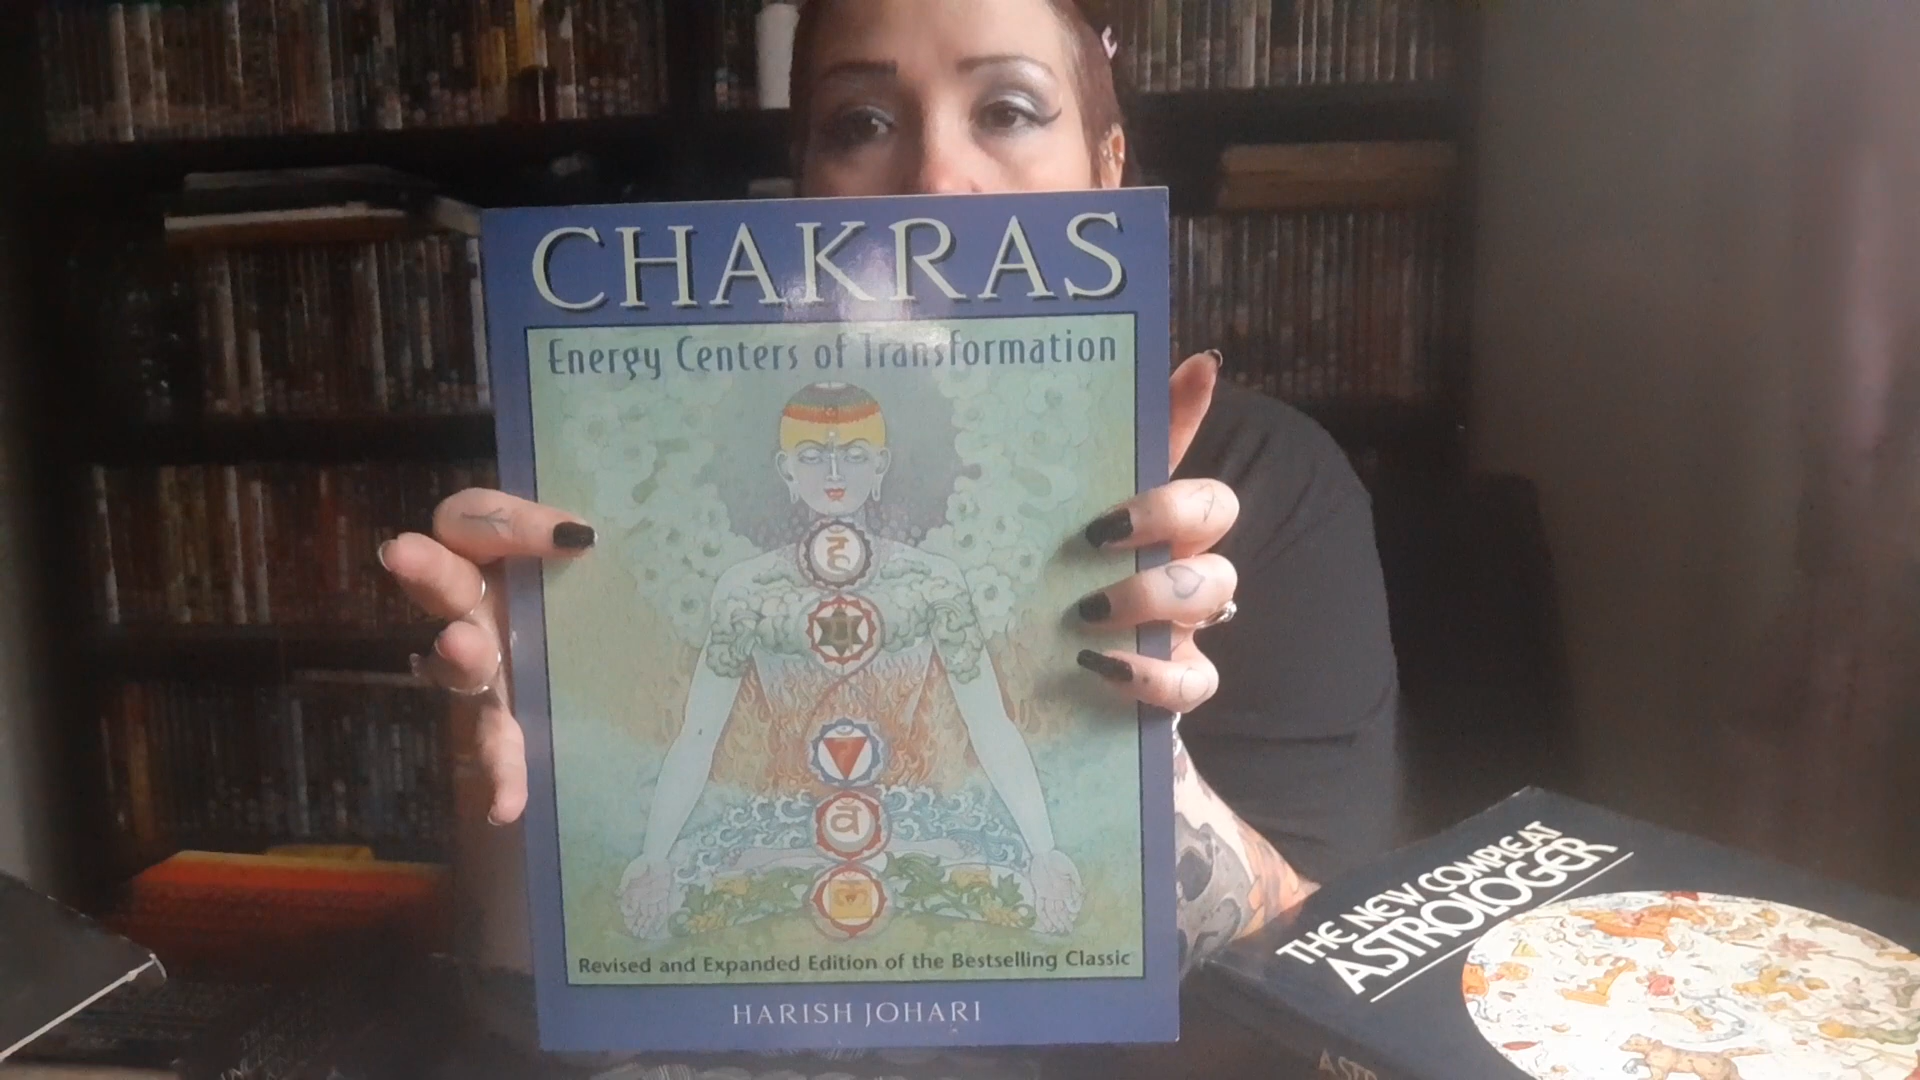 CHAKRAS
Energy Centers of Transformation
हं
यं
वं
लं
Revised and Expanded Edition of the Bestselling Classic
HARISH JOHARI
THE NEW COMPLEAT
ASTROLOGER